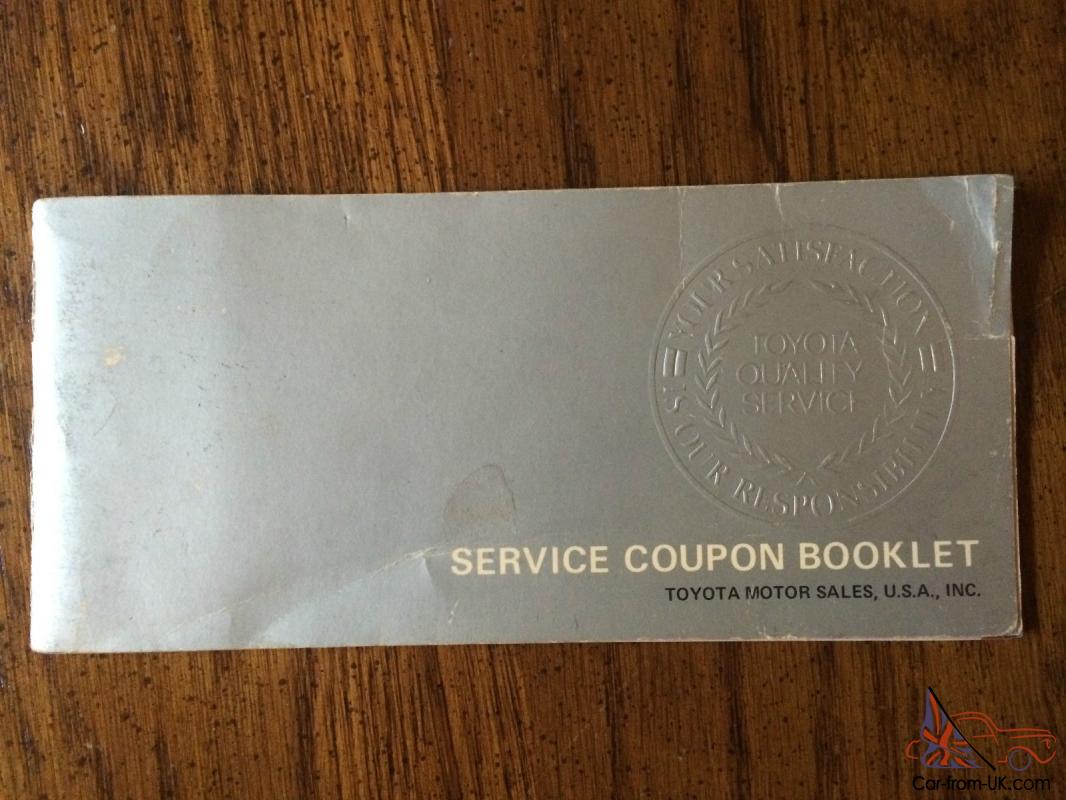 YOUR SATISFACTION
IS OUR RESPONSIBILITY
TOYOTA
QUALITY
SERVICE
SERVICE COUPON BOOKLET
TOYOTA MOTOR SALES, U.S.A., INC.
Car-from-UK.com